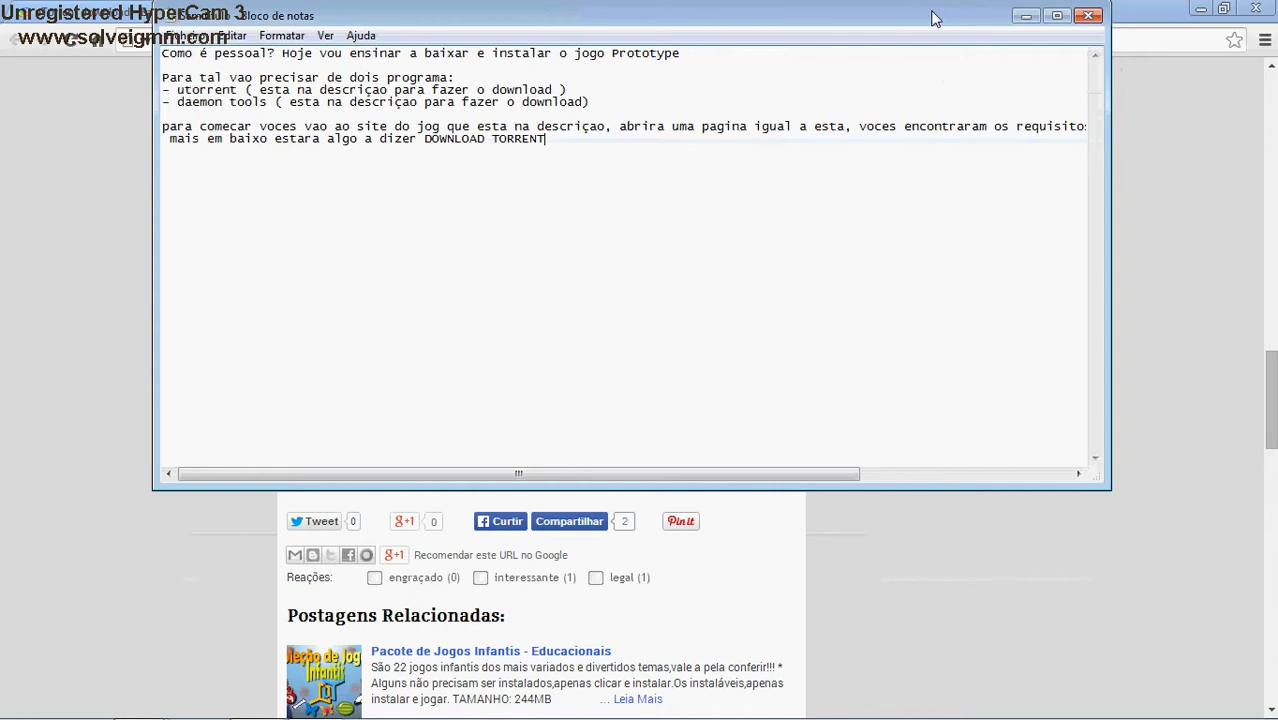 Unregistered HyperCam 3
www.solveigmm.com
Bloco de notas
Editar Formatar Ver Ajuda
Como é pessoal? Hoje vou ensinar a baixar e instalar o jogo Prototype
Para tal vao precisar de dois programa:
- utorrent ( esta na descriçao para fazer o download )
- daemon tools ( esta na descriçao para fazer o download)
para comecar voces vao ao site do jog que esta na descriçao, abrira uma pagina igual a esta, voces encontraram os requisitos
mais em baixo estara algo a dizer DOWNLOAD TORRENT
Tweet 0 g+1 0 Curtir Compartilhar 2 Pin it
g+1 Recomendar este URL no Google
Reações: engraçado (0) interessante (1) legal (1)
Postagens Relacionadas:
Pacote de Jogos Infantis - Educacionais
São 22 jogos infantis dos mais variados e divertidos temas,vale a pela conferir!!! *
Alguns não precisam ser instalados,apenas clicar e instalar.Os instaláveis,apenas
instalar e jogar. TAMANHO: 244MB ... Leia Mais